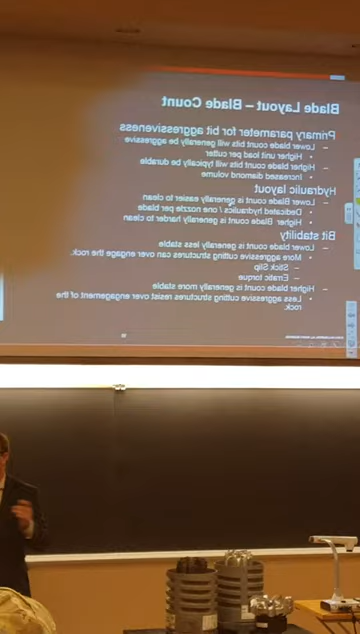 Blade Layout – Blade Count
Primary parameter for bit aggressiveness
– Lower blade count bits will generally be aggressive
• Higher unit load per cutter
– Higher blade count bits will typically be durable
• Increased diamond volume
Hydraulic layout
– Lower Blade count is generally easier to clean
• Dedicated hydraulics / one nozzle per blade
• Higher Blade count is generally harder to clean
Bit stability
– Lower blade count is generally less stable
• More aggressive cutting structures can over engage the rock.
– Stick Slip
– Erratic torque
– Higher blade count is generally more stable
• Less aggressive cutting structures resist over engagement of the
rock